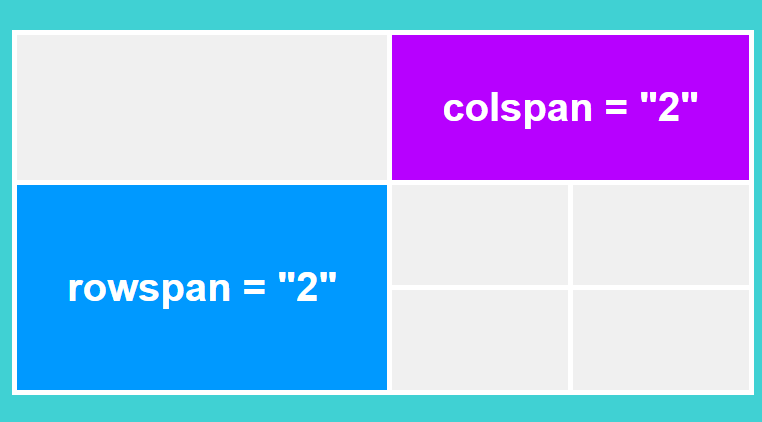 colspan = "2"
rowspan = "2"